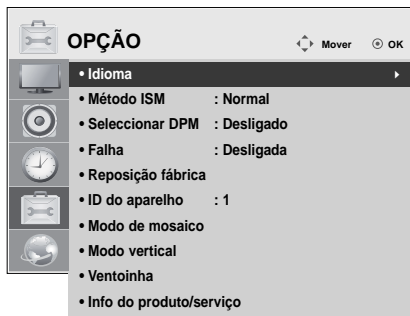 OPÇÃO
Mover OK
• Idioma
• Método ISM : Normal
• Seleccionar DPM : Desligado
• Falha : Desligada
• Reposição fábrica
• ID do aparelho : 1
• Modo de mosaico
• Modo vertical
• Ventoinha
• Info do produto/serviço